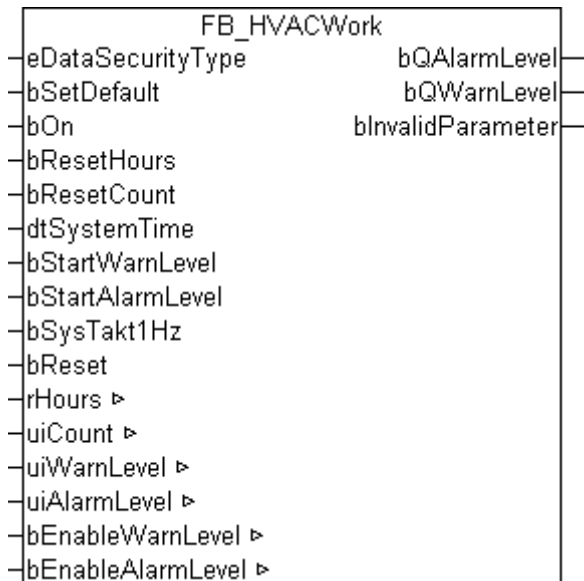 FB_HVACWork
eDataSecurityType bQAlarmLevel
bSetDefault bQWarnLevel
bOn bInvalidParameter
bResetHours
bResetCount
dtSystemTime
bStartWarnLevel
bStartAlarmLevel
bSysTakt1Hz
bReset
rHours ▹
uiCount ▹
uiWarnLevel ▹
uiAlarmLevel ▹
bEnableWarnLevel ▹
bEnableAlarmLevel ▹